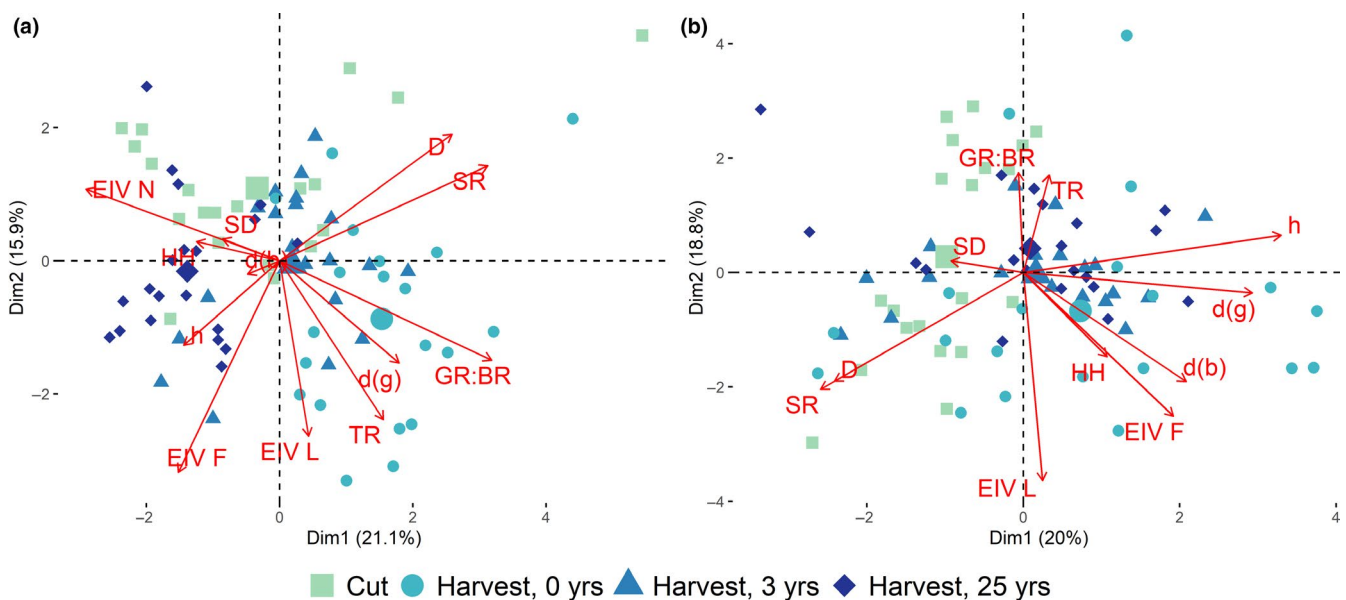 (a)
D
SR
EIV N
SD
HH
d(b)
h
d(g)
GR:BR
TR
EIV F
EIV L
2
0
−2
−2
0
2
4
Dim2 (15.9%)
Dim1 (21.1%)
(b)
GR:BR
TR
SD
h
d(g)
D
SR
HH
d(b)
EIV F
EIV L
4
2
0
−2
−4
−2
0
2
4
Dim2 (18.8%)
Dim1 (20%)
Cut Harvest, 0 yrs Harvest, 3 yrs Harvest, 25 yrs